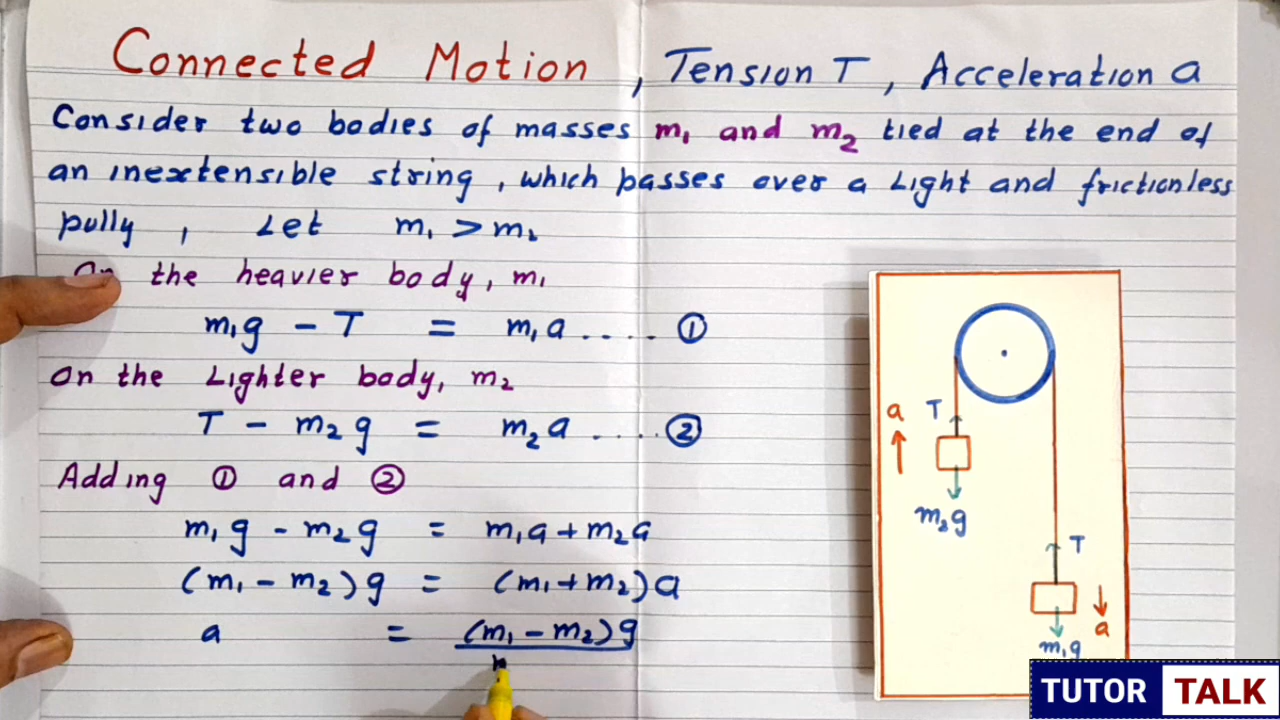 Connected Motion, Tension T, Acceleration a
Consider two bodies of masses m₁ and m₂ tied at the end of
an inextensible string, which passes over a Light and frictionless
pully, Let m₁ > m₂
On the heavier body, m₁
m₁g - T = m₁a .... ①
On the Lighter body, m₂
T - m₂g = m₂a .... ②
Adding ① and ②
m₁g - m₂g = m₁a + m₂a
(m₁ - m₂)g = (m₁+m₂)a
a = (m₁ - m₂)g
a T
m₂g
T
a
m₁g
TUTOR TALK